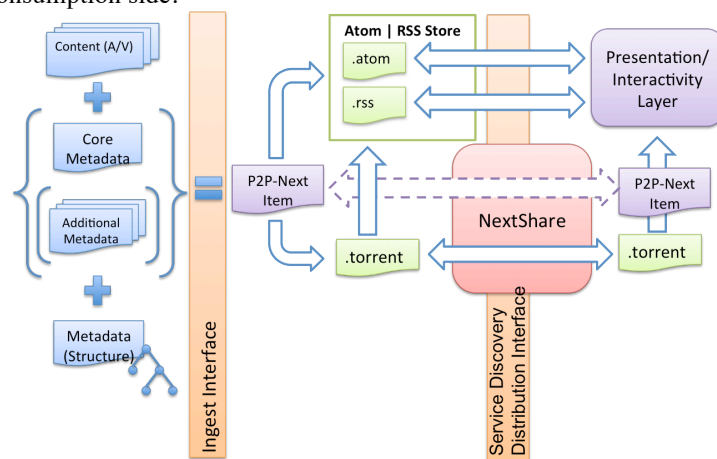 onsumption side.
Content (A/V)
Core
Metadata
Additional
Metadata
Metadata
(Structure)
Ingest Interface
P2P-Next
Item
Atom | RSS Store
.atom
.rss
.torrent
NextShare
Service Discovery
Distribution Interface
Presentation/
Interactivity
Layer
P2P-Next
Item
.torrent